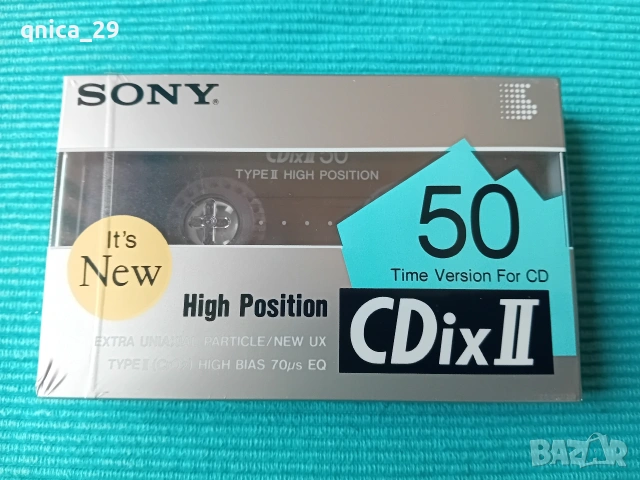 qnica_29
SONY®
CDixⅡ 50
TYPE Ⅱ HIGH POSITION
50
Time Version For CD
It's
New
High Position
CDixⅡ
EXTRA PARTICLE/NEW UX
TYPE Ⅱ HIGH BIAS 70μs EQ
BAZAR